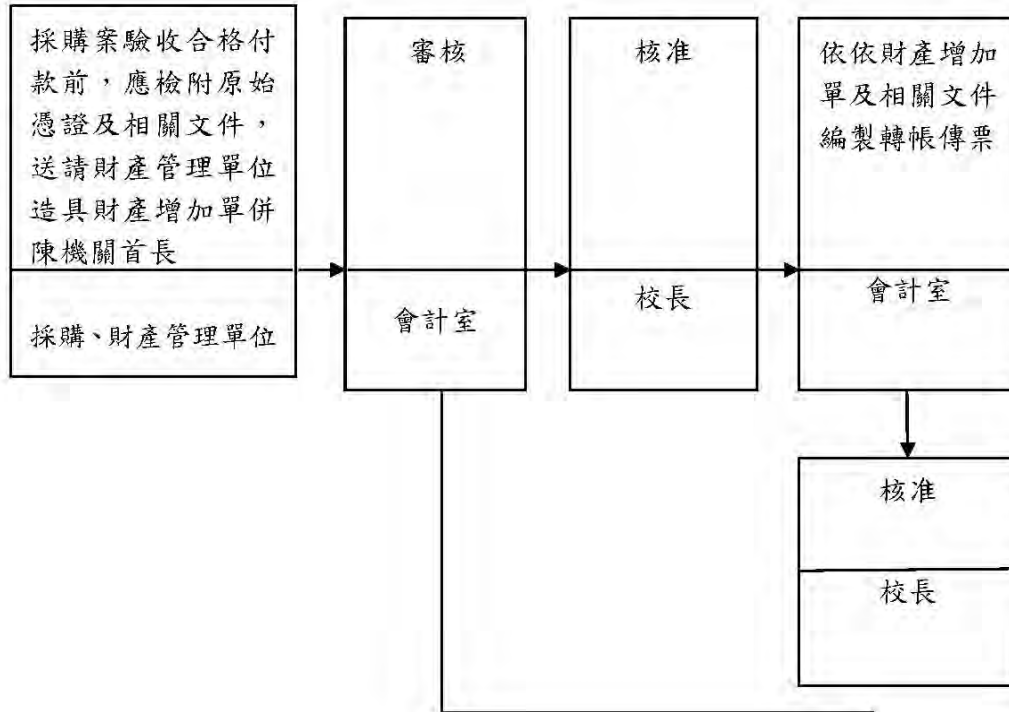 採購案驗收合格付
款前，應檢附原始
憑證及相關文件，
送請財產管理單位
造具財產增加單併
陳機關首長
採購、財產管理單位
審核
會計室
核准
校長
依依財產增加
單及相關文件
編製轉帳傳票
會計室
核准
校長